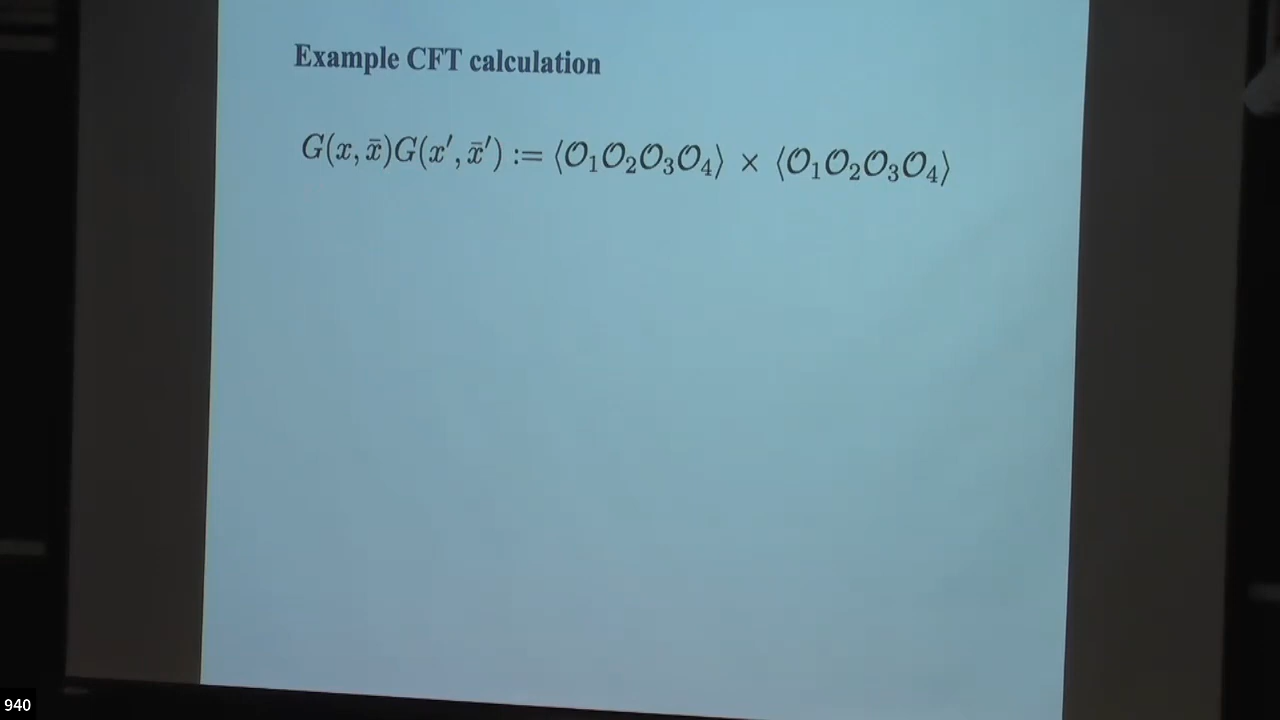 Example CFT calculation
G(x, x̄)G(x′, x̄′) := ⟨𝒪₁𝒪₂𝒪₃𝒪₄⟩ × ⟨𝒪₁𝒪₂𝒪₃𝒪₄⟩
940